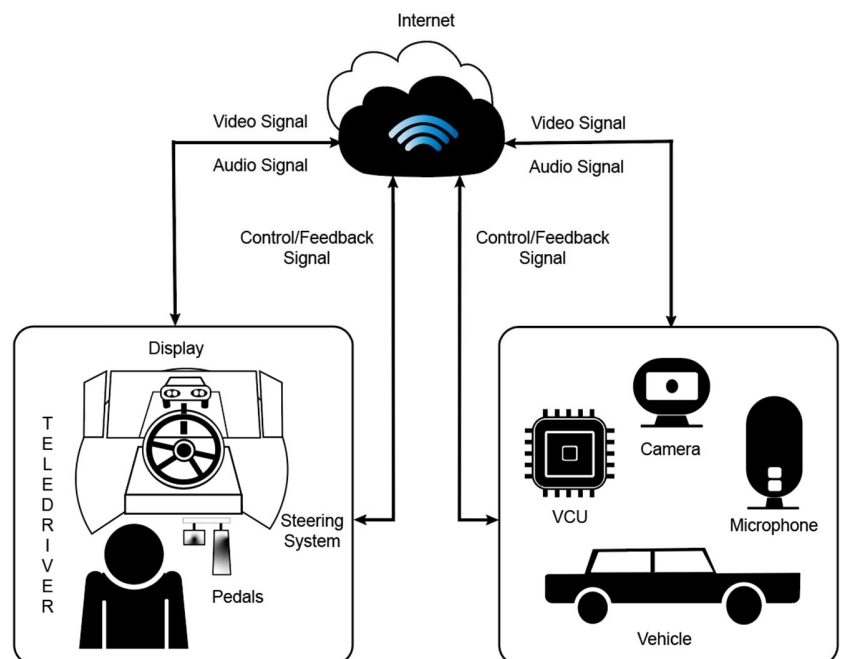 Internet
Video Signal
Audio Signal
Video Signal
Audio Signal
Control/Feedback
Signal
Control/Feedback
Signal
Display
TELEDRIVER
Steering
System
Pedals
Camera
VCU
Microphone
Vehicle